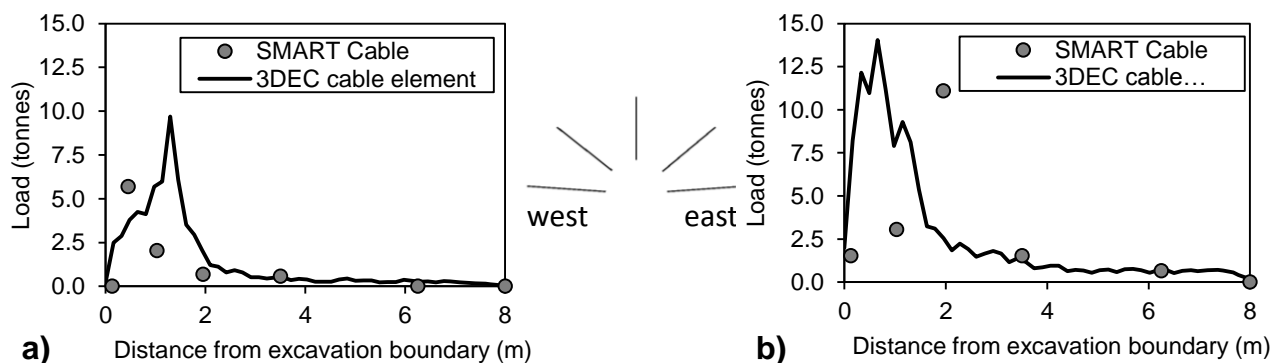 15.0
12.5
10.0
7.5
5.0
2.5
0.0
Load (tonnes)
SMART Cable
3DEC cable element
0 2 4 6 8
a) Distance from excavation boundary (m)
west east
15.0
12.5
10.0
7.5
5.0
2.5
0.0
Load (tonnes)
SMART Cable
3DEC cable…
0 2 4 6 8
b) Distance from excavation boundary (m)